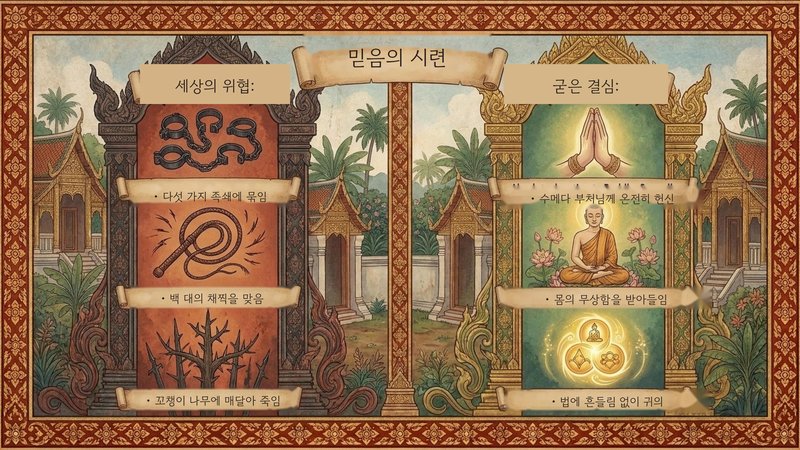 믿음의 시련
세상의 위협:
• 다섯 가지 족쇄에 묶임
• 백 대의 채찍을 맞음
• 꼬챙이 나무에 매달아 죽임
굳은 결심:
• 수메다 부처님께 온전히 헌신
• 몸의 무상함을 받아들임
• 법에 흔들림 없이 귀의